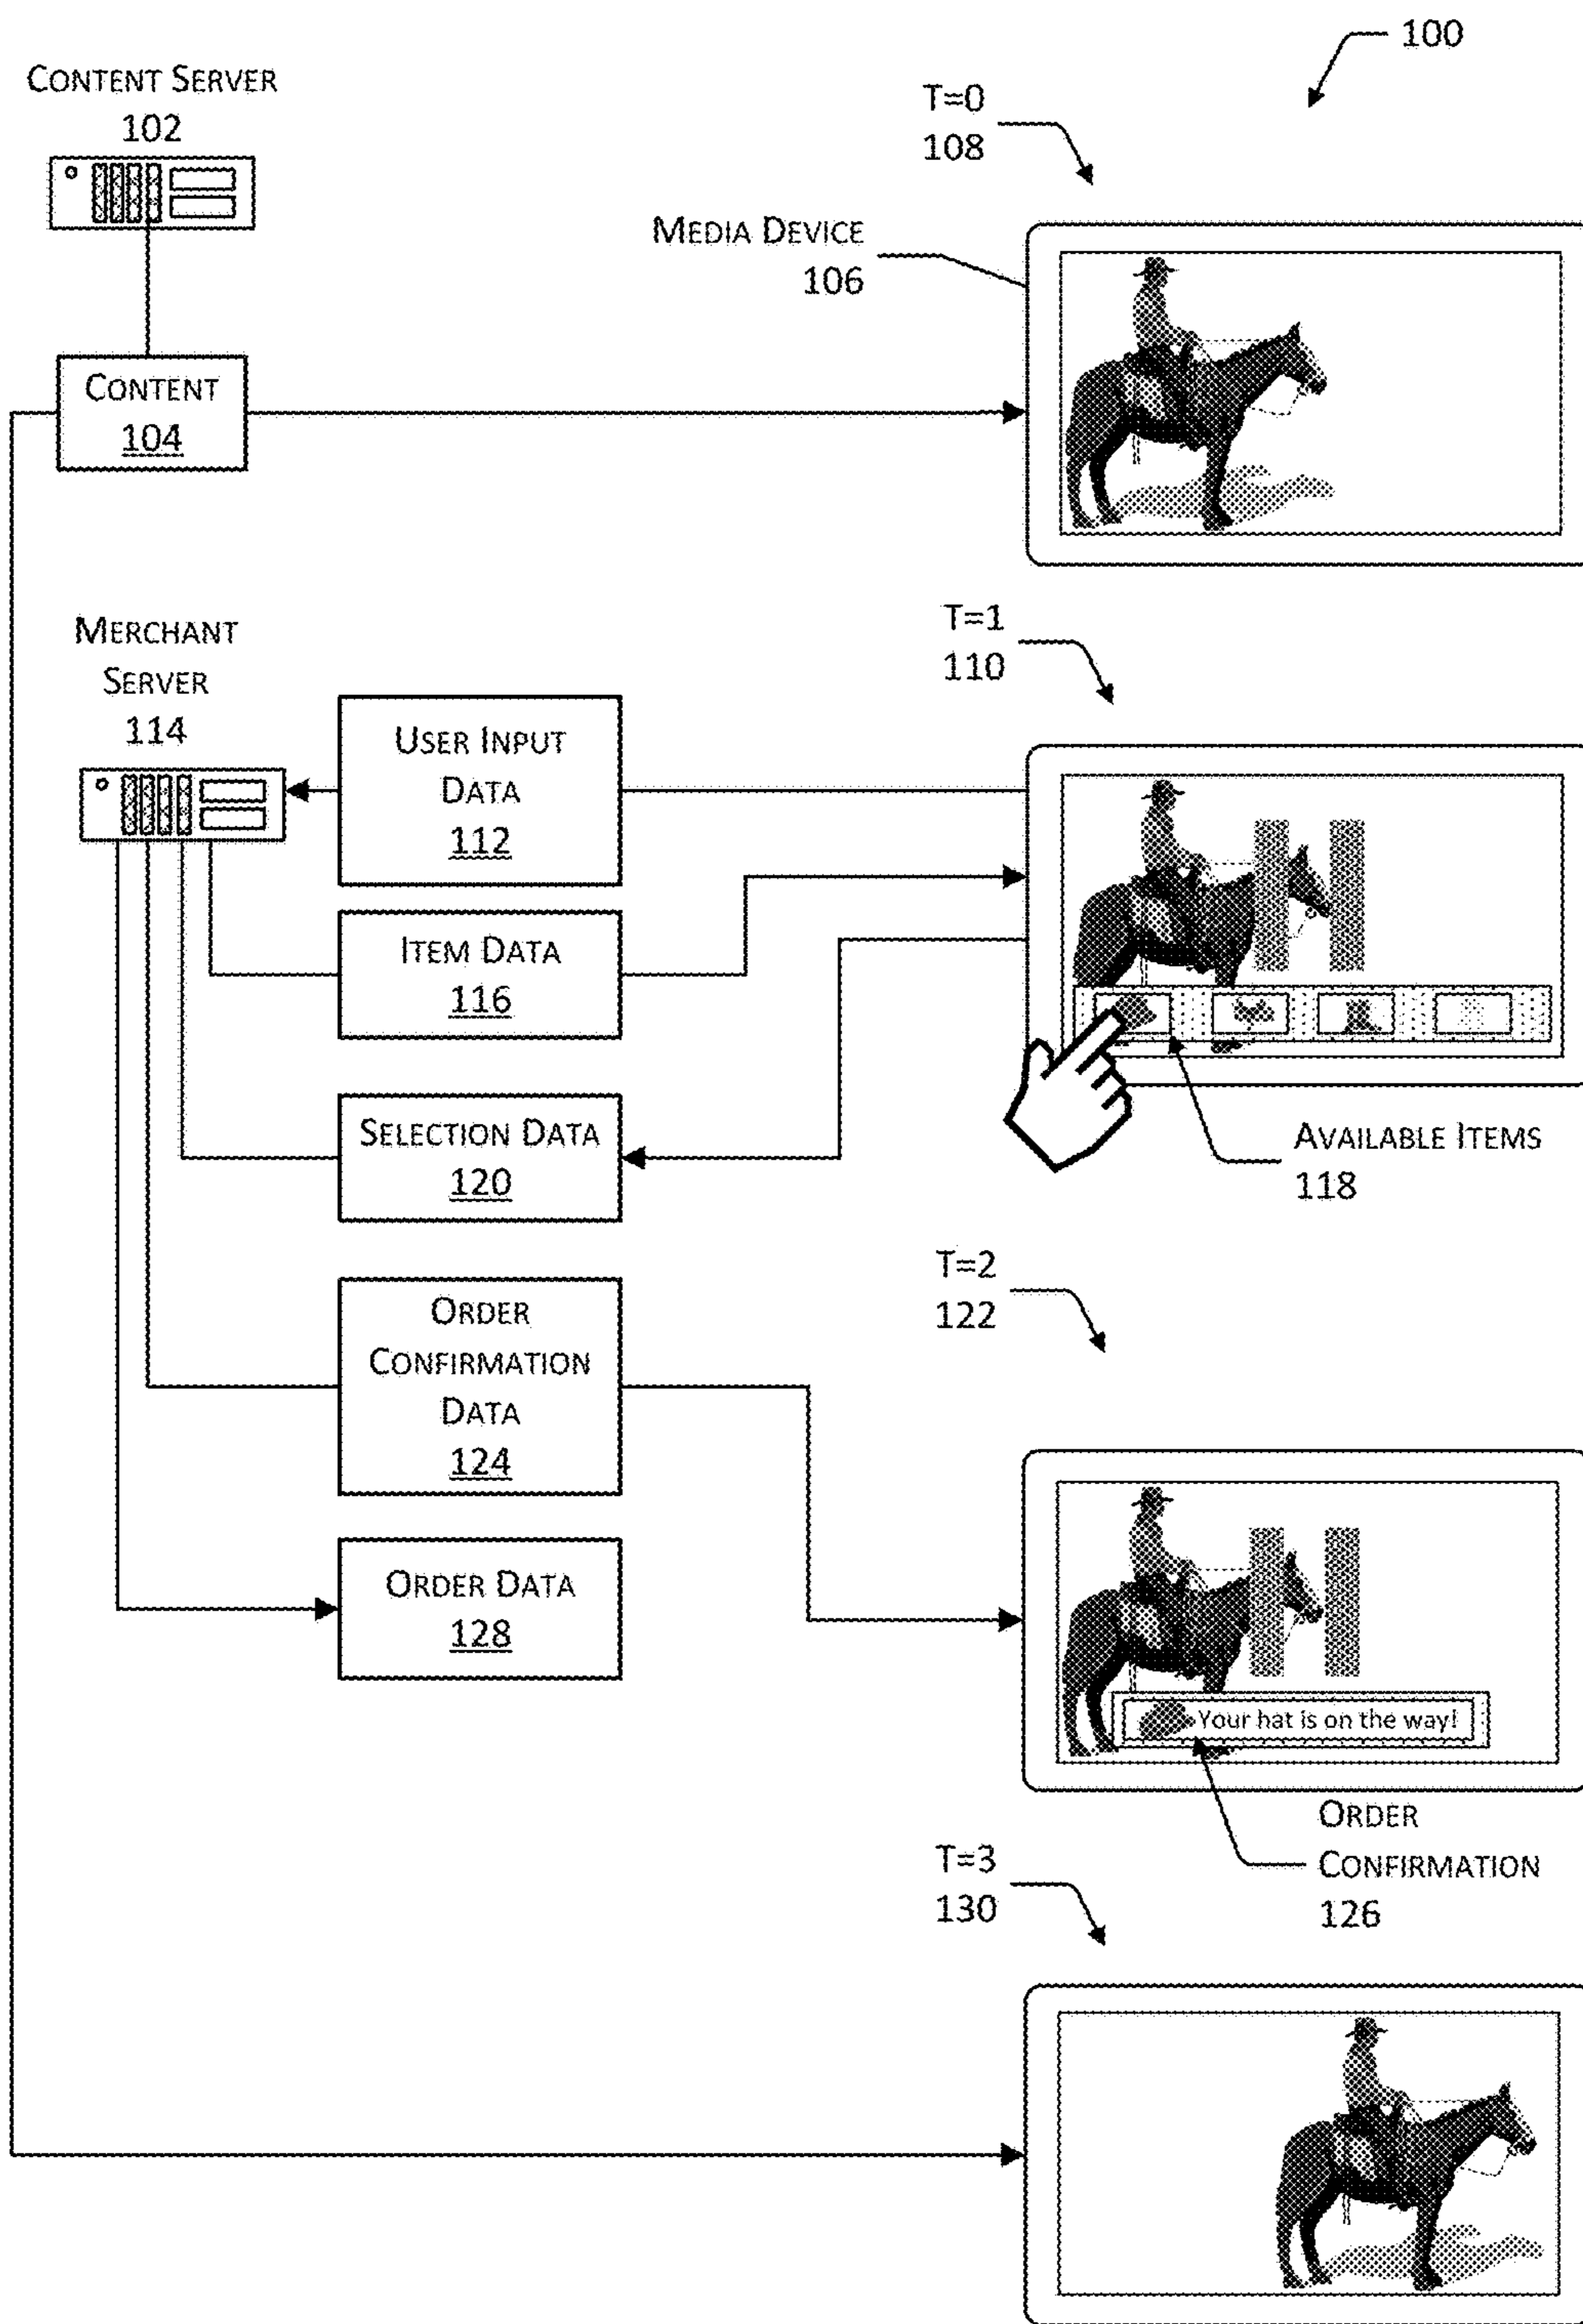 100
CONTENT SERVER
102
T=0
108
MEDIA DEVICE
106
CONTENT
104
T=1
110
MERCHANT
SERVER
114
USER INPUT
DATA
112
ITEM DATA
116
SELECTION DATA
120
AVAILABLE ITEMS
118
T=2
122
ORDER
CONFIRMATION
DATA
124
ORDER DATA
128
Your hat is on the way!
ORDER
CONFIRMATION
126
T=3
130